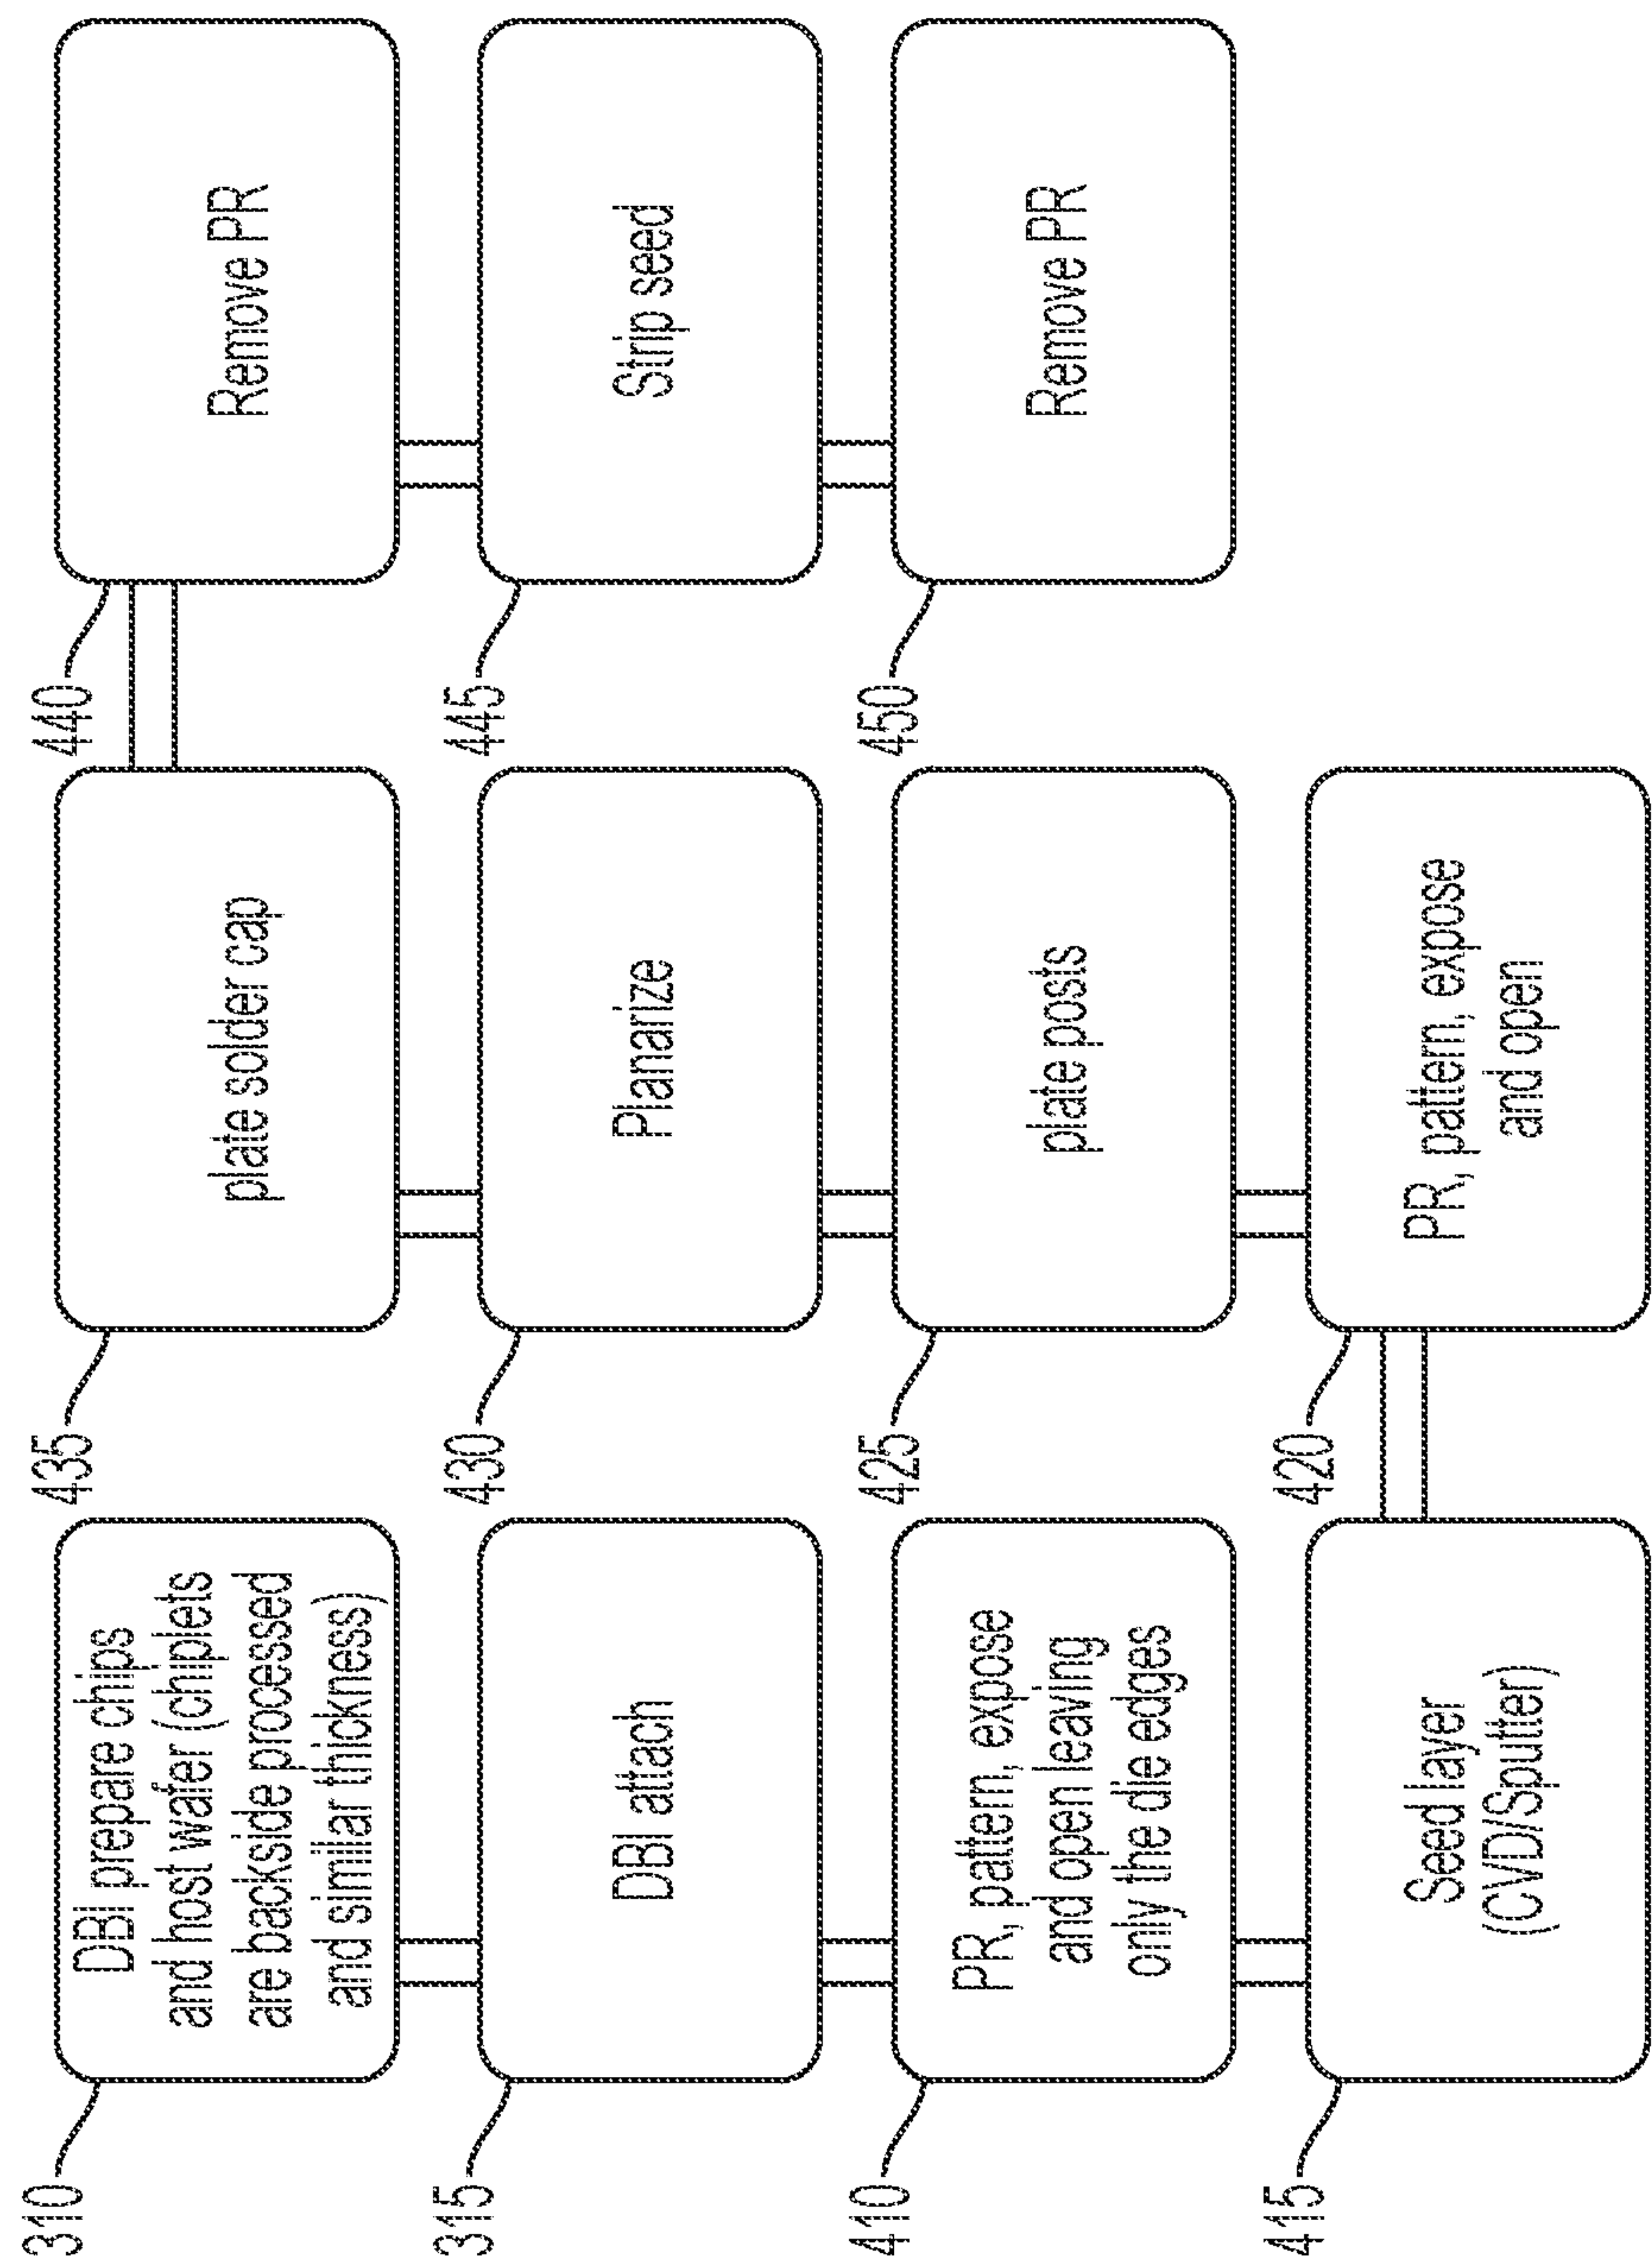 310
DBI prepare chips
and host wafer (chiplets
are backside processed
and similar thickness)
315
DBI attach
410
PR, pattern, expose
and open leaving
only the die edges
415
Seed layer
(CVD/Sputter)
420
PR, pattern, expose
and open
425
plate posts
430
Planarize
435
plate solder cap
440
Remove PR
445
Strip seed
450
Remove PR